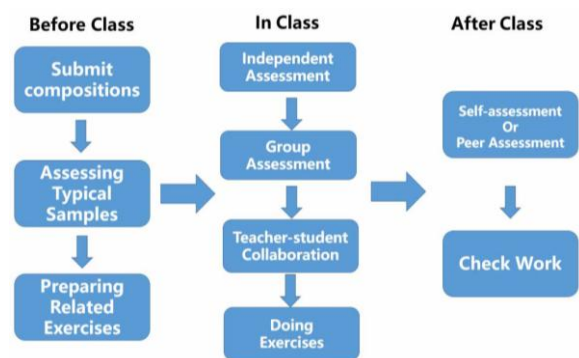 Before Class
Submit
compositions
Assessing
Typical
Samples
Preparing
Related
Exercises
In Class
Independent
Assessment
Group
Assessment
Teacher-student
Collaboration
Doing
Exercises
After Class
Self-assessment
Or
Peer Assessment
Check Work